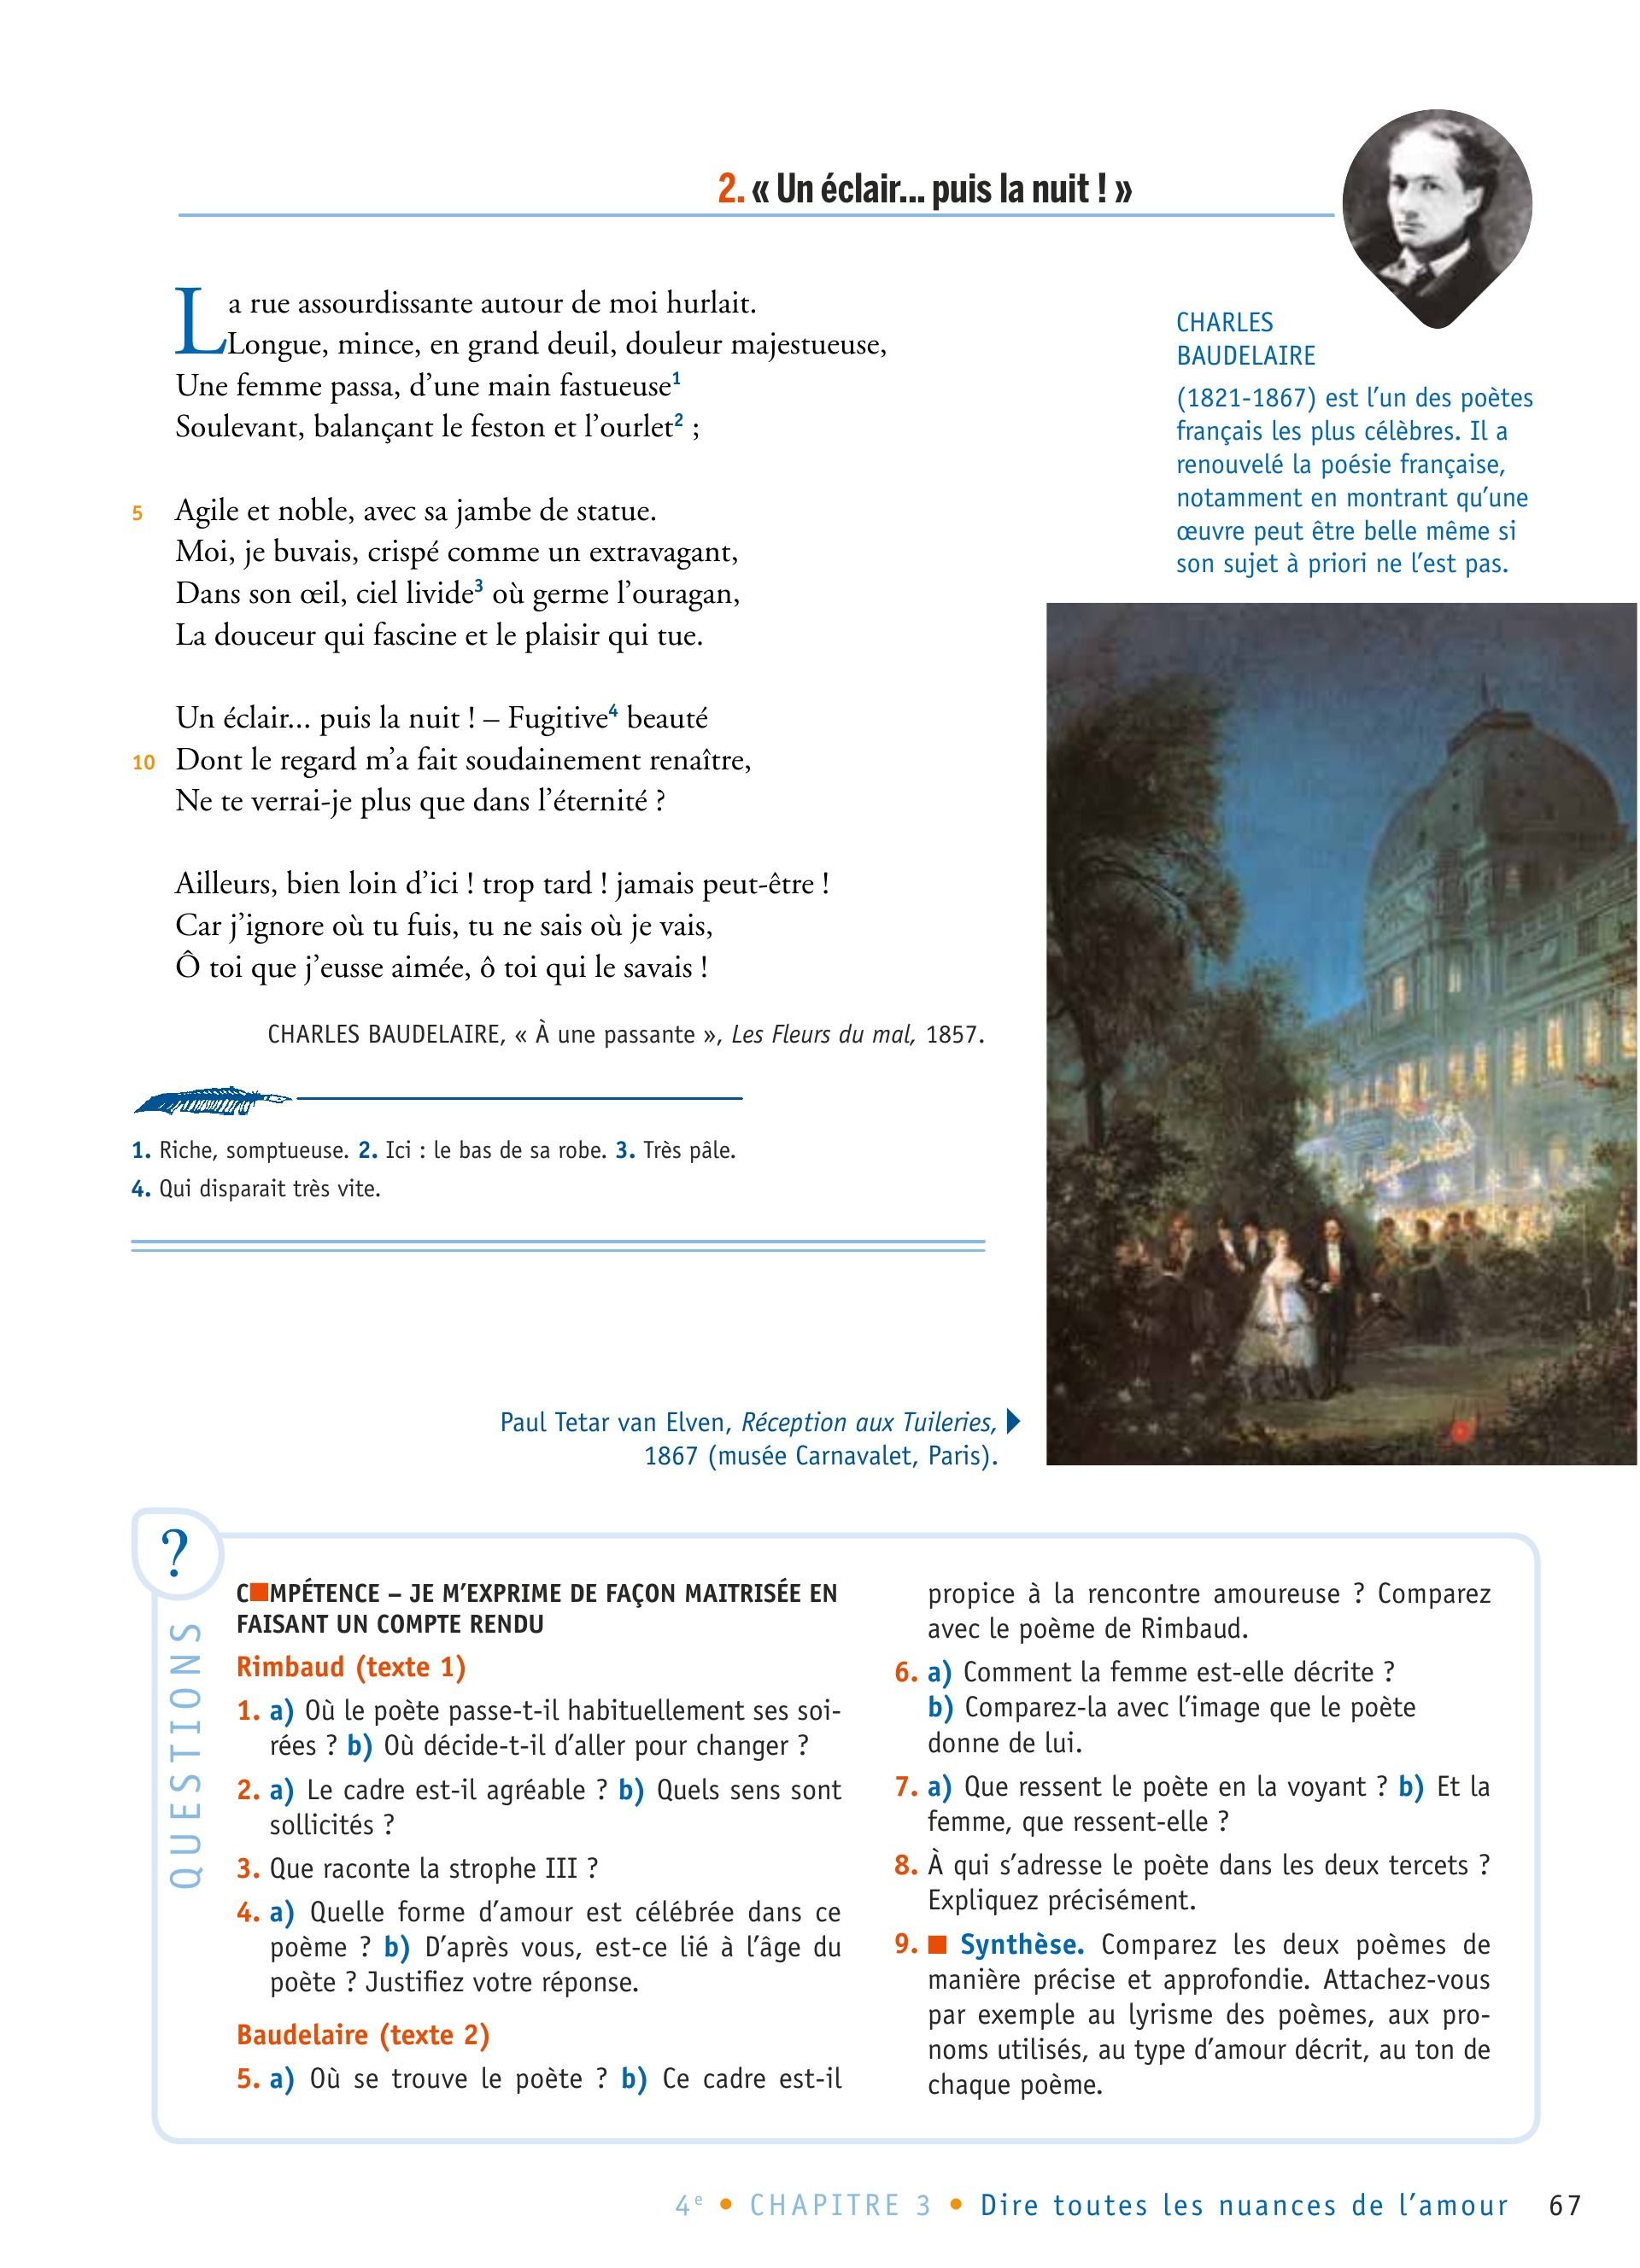 2. « Un éclair... puis la nuit ! »
La rue assourdissante autour de moi hurlait.
Longue, mince, en grand deuil, douleur majestueuse,
Une femme passa, d’une main fastueuse1
Soulevant, balançant le feston et l’ourlet2 ;
5 Agile et noble, avec sa jambe de statue.
Moi, je buvais, crispé comme un extravagant,
Dans son œil, ciel livide3 où germe l’ouragan,
La douceur qui fascine et le plaisir qui tue.
Un éclair... puis la nuit ! – Fugitive4 beauté
10 Dont le regard m’a fait soudainement renaître,
Ne te verrai-je plus que dans l’éternité ?
Ailleurs, bien loin d’ici ! trop tard ! jamais peut-être !
Car j’ignore où tu fuis, tu ne sais où je vais,
Ô toi que j’eusse aimée, ô toi qui le savais !
CHARLES BAUDELAIRE, « À une passante », Les Fleurs du mal, 1857.
1. Riche, somptueuse. 2. Ici : le bas de sa robe. 3. Très pâle.
4. Qui disparait très vite.
CHARLES
BAUDELAIRE
(1821-1867) est l’un des poètes
français les plus célèbres. Il a
renouvelé la poésie française,
notamment en montrant qu’une
œuvre peut être belle même si
son sujet à priori ne l’est pas.
Paul Tetar van Elven, Réception aux Tuileries,
1867 (musée Carnavalet, Paris).
?
QUESTIONS
C■MPÉTENCE – JE M’EXPRIME DE FAÇON MAITRISÉE EN
FAISANT UN COMPTE RENDU
Rimbaud (texte 1)
1. a) Où le poète passe-t-il habituellement ses soi-
rées ? b) Où décide-t-il d’aller pour changer ?
2. a) Le cadre est-il agréable ? b) Quels sens sont
sollicités ?
3. Que raconte la strophe III ?
4. a) Quelle forme d’amour est célébrée dans ce
poème ? b) D’après vous, est-ce lié à l’âge du
poète ? Justifiez votre réponse.
Baudelaire (texte 2)
5. a) Où se trouve le poète ? b) Ce cadre est-il
propice à la rencontre amoureuse ? Comparez
avec le poème de Rimbaud.
6. a) Comment la femme est-elle décrite ?
b) Comparez-la avec l’image que le poète
donne de lui.
7. a) Que ressent le poète en la voyant ? b) Et la
femme, que ressent-elle ?
8. À qui s’adresse le poète dans les deux tercets ?
Expliquez précisément.
9. ■ Synthèse. Comparez les deux poèmes de
manière précise et approfondie. Attachez-vous
par exemple au lyrisme des poèmes, aux pro-
noms utilisés, au type d’amour décrit, au ton de
chaque poème.
4e • CHAPITRE 3 • Dire toutes les nuances de l’amour 67